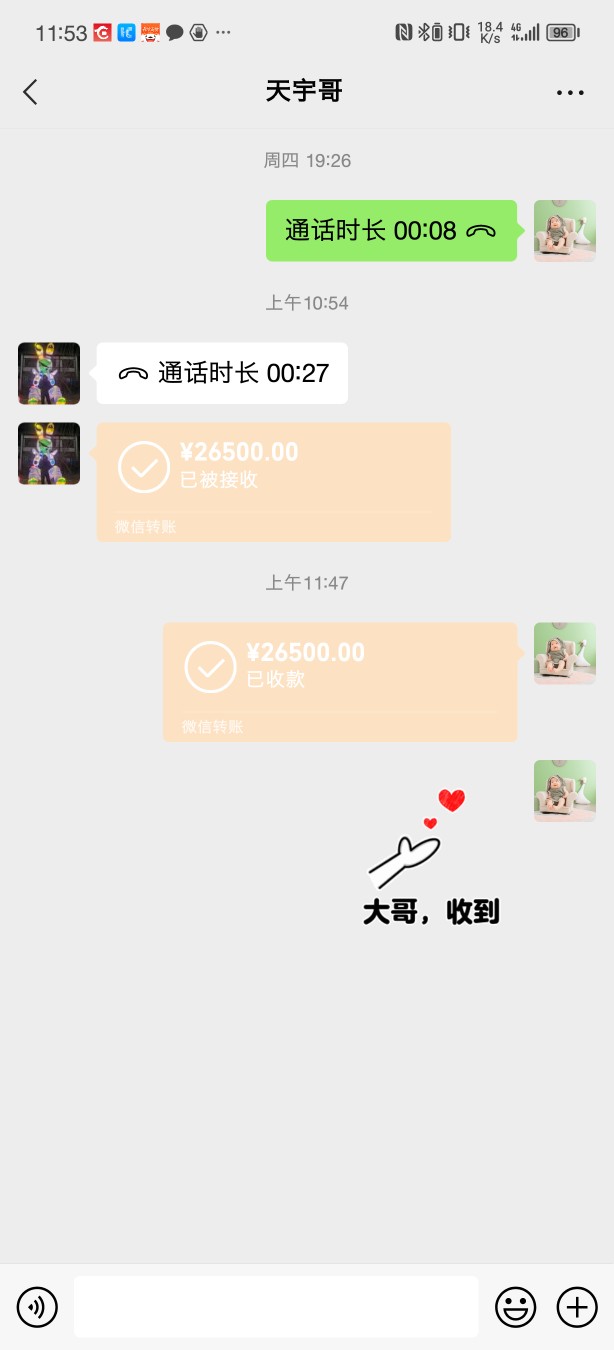 11:53
18.4
K/s
4G
96
天宇哥
周四 19:26
通话时长 00:08
上午10:54
通话时长 00:27
¥26500.00
已被接收
微信转账
上午11:47
¥26500.00
已收款
微信转账
大哥，收到